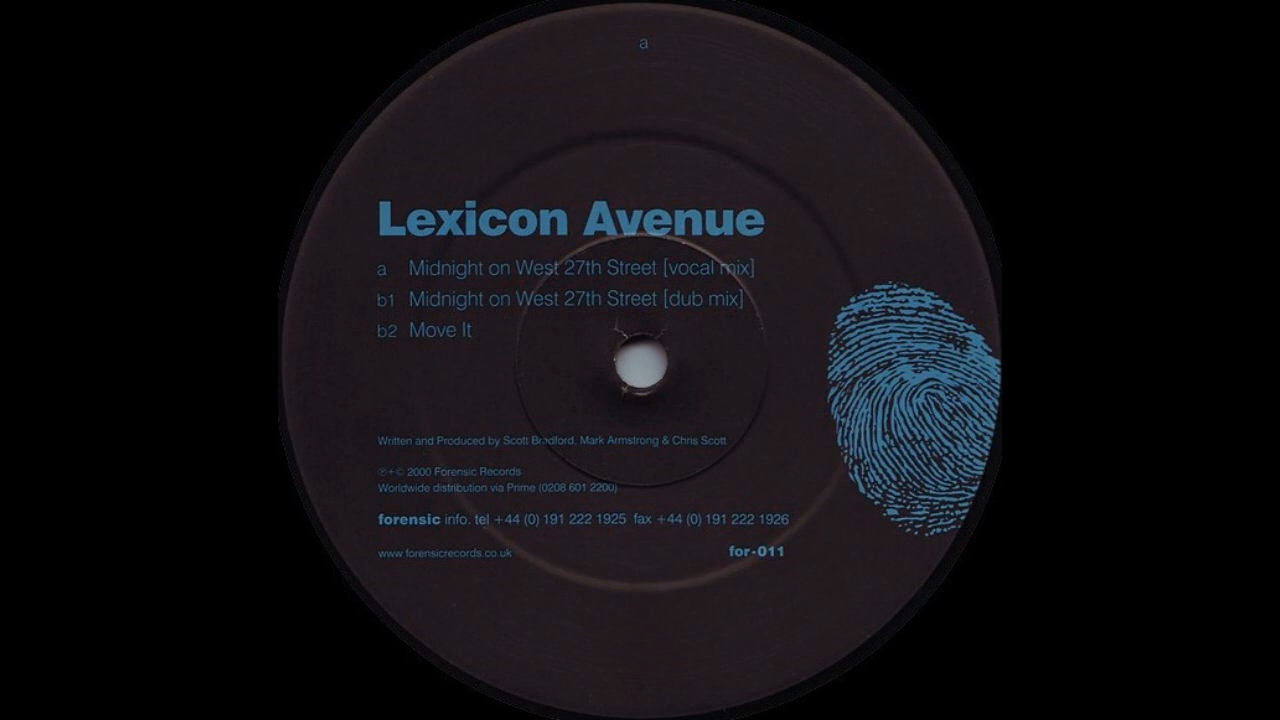 a
Lexicon Avenue
a Midnight on West 27th Street [vocal mix]
b1 Midnight on West 27th Street [dub mix]
b2 Move It
Written and Produced by Scott Bradford, Mark Armstrong & Chris Scott
℗+© 2000 Forensic Records
Worldwide distribution via Prime (0208 601 2200)
forensic info. tel +44 (0) 191 222 1925 fax +44 (0) 191 222 1926
www.forensicrecords.co.uk for-011